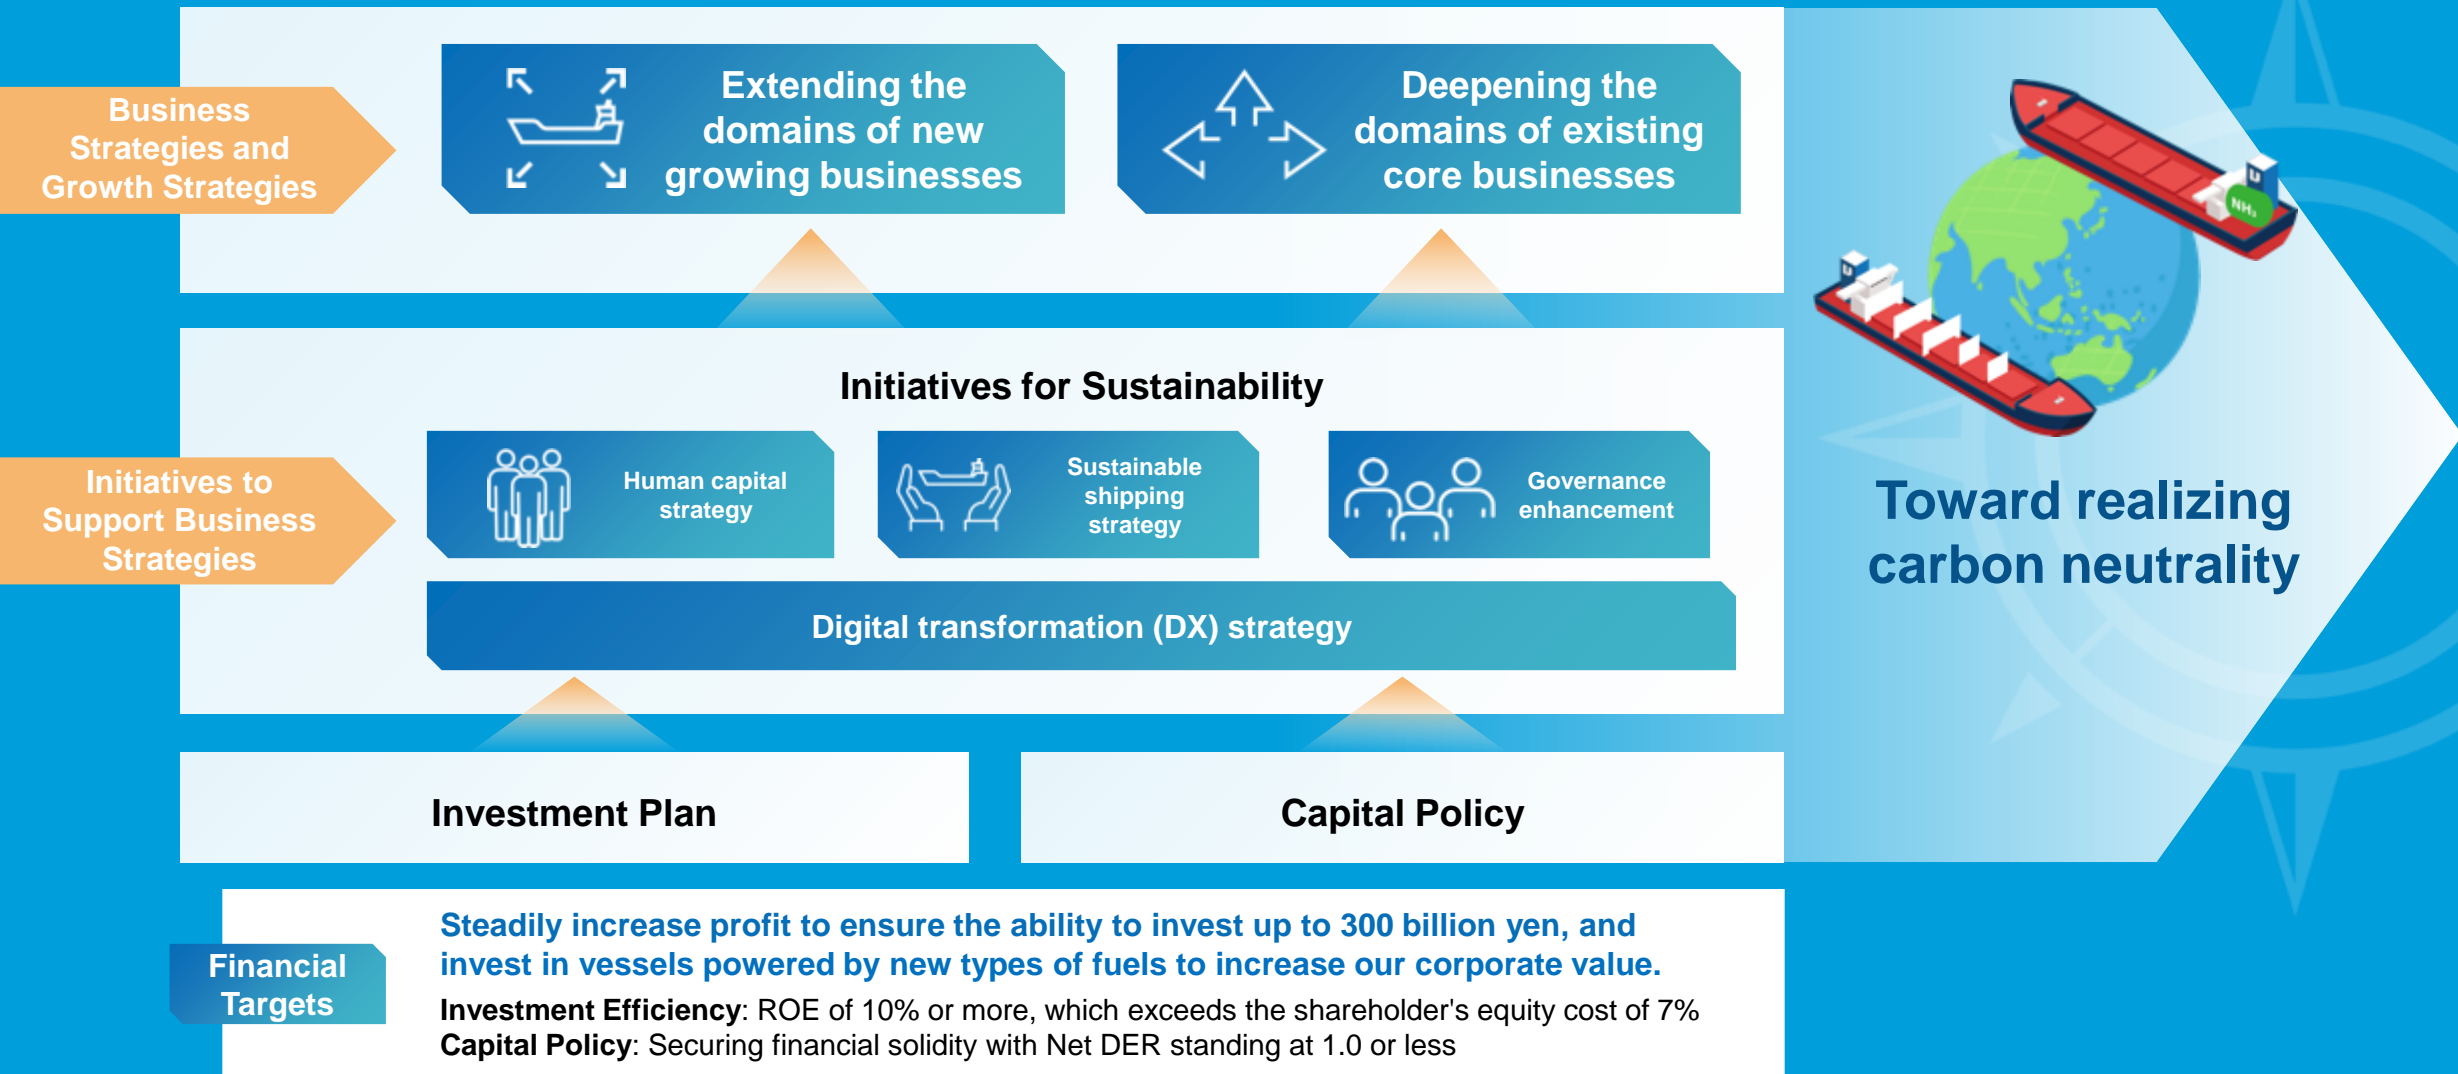 Business
Strategies and
Growth Strategies
Extending the
domains of new
growing businesses
Deepening the
domains of existing
core businesses
NH₃
Initiatives to
Support Business
Strategies
Initiatives for Sustainability
Human capital
strategy
Sustainable
shipping
strategy
Governance
enhancement
Digital transformation (DX) strategy
Toward realizing
carbon neutrality
Investment Plan
Capital Policy
Financial
Targets
Steadily increase profit to ensure the ability to invest up to 300 billion yen, and
invest in vessels powered by new types of fuels to increase our corporate value.
Investment Efficiency: ROE of 10% or more, which exceeds the shareholder's equity cost of 7%
Capital Policy: Securing financial solidity with Net DER standing at 1.0 or less